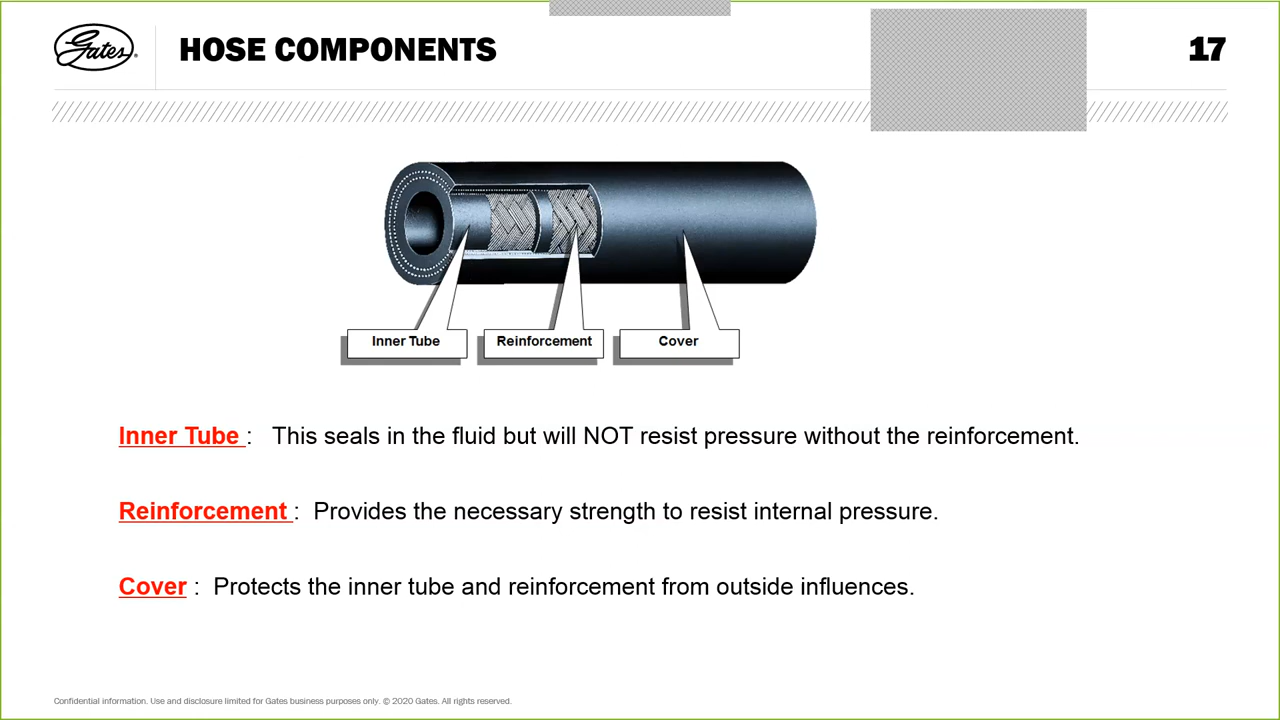 Gates®
HOSE COMPONENTS
17
Inner Tube
Reinforcement
Cover
Inner Tube : This seals in the fluid but will NOT resist pressure without the reinforcement.
Reinforcement : Provides the necessary strength to resist internal pressure.
Cover : Protects the inner tube and reinforcement from outside influences.
Confidential information. Use and disclosure limited for Gates business purposes only. © 2020 Gates. All rights reserved.